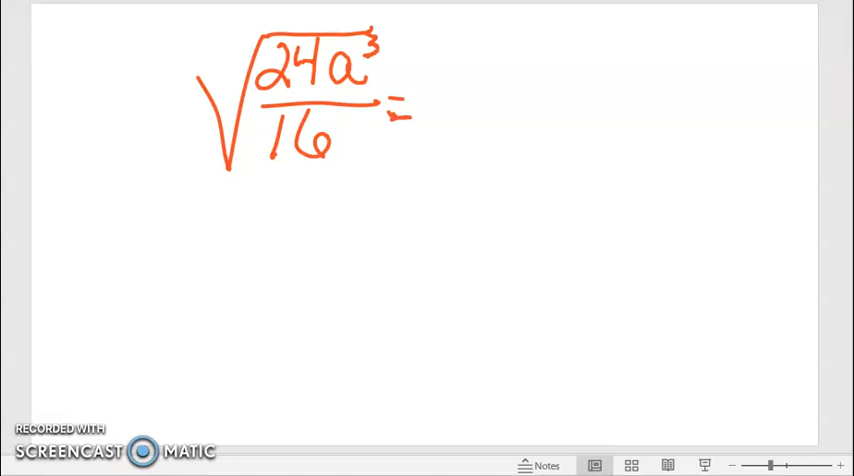 √(24a³/16) =
RECORDED WITH
SCREENCAST MATIC
Notes